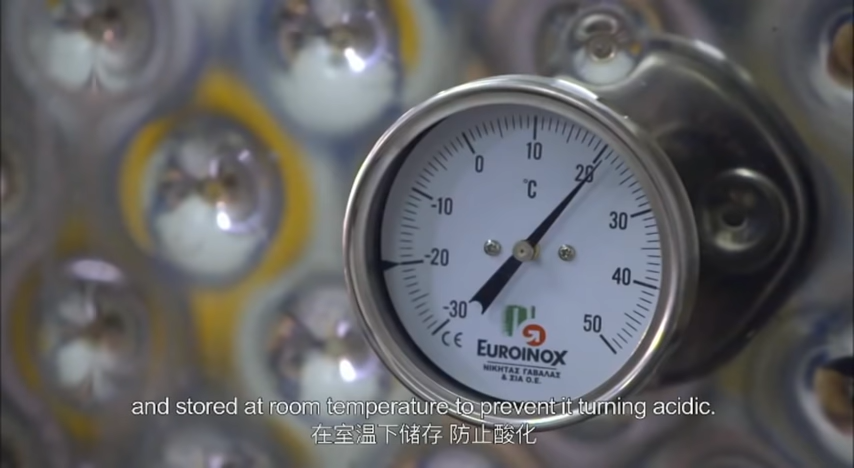 10
0
20
°C
-10
30
-20
40
-30
50
CE
EUROINOX
ΝΙΚΗΤΑΣ ΓΑΒΑΛΑΣ
& ΣΙΑ Ο.Ε.
and stored at room temperature to prevent it turning acidic.
在室温下储存 防止酸化